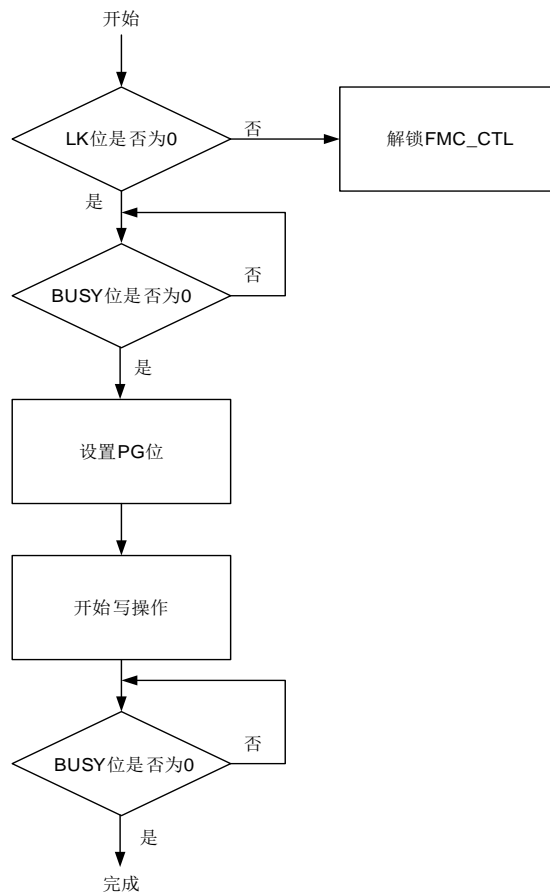 开始
LK位是否为0
否
解锁FMC_CTL
是
BUSY位是否为0
否
是
设置PG位
开始写操作
BUSY位是否为0
否
是
完成